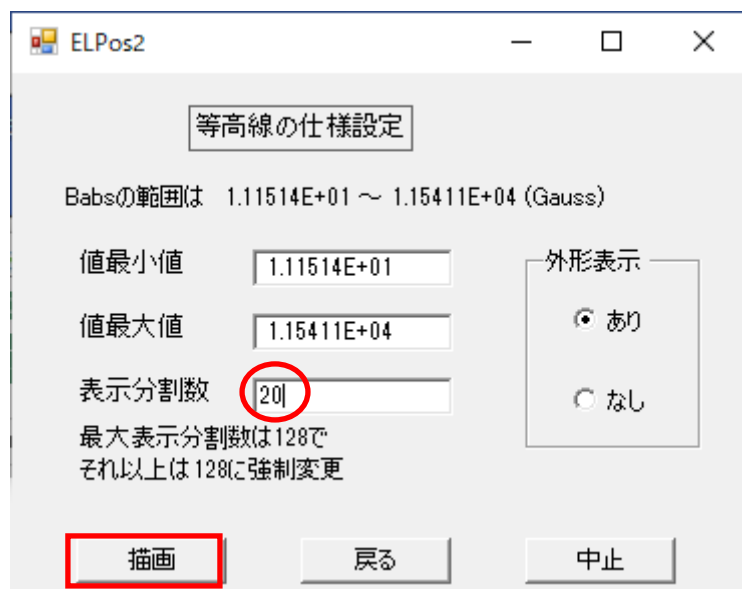 ELPos2
等高線の仕様設定
Babsの範囲は 1.11514E+01 ～ 1.15411E+04 (Gauss)
値最小値 1.11514E+01
値最大値 1.15411E+04
表示分割数 20
最大表示分割数は128で
それ以上は128に強制変更
外形表示
あり
なし
描画 戻る 中止